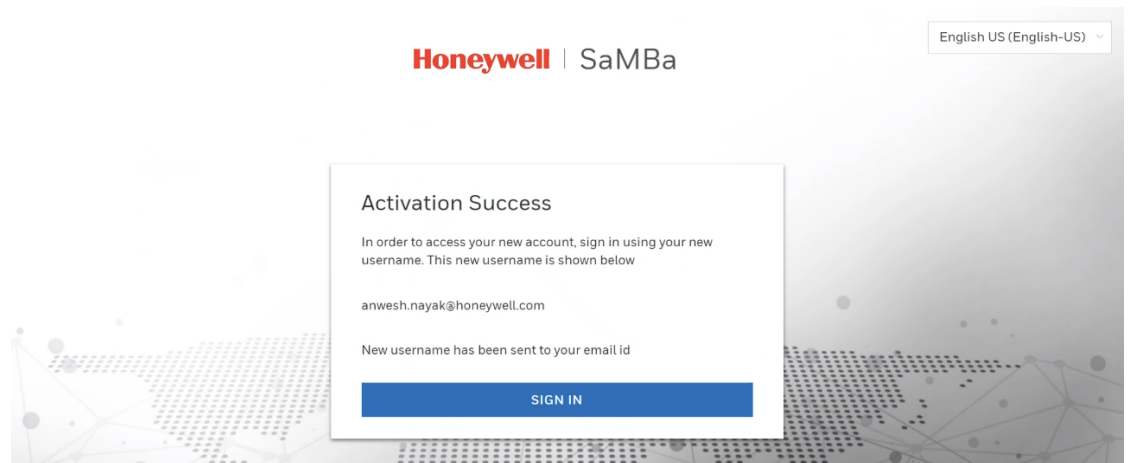 English US (English-US)
Honeywell | SaMBa
Activation Success
In order to access your new account, sign in using your new
username. This new username is shown below
anwesh.nayak@honeywell.com
New username has been sent to your email id
SIGN IN